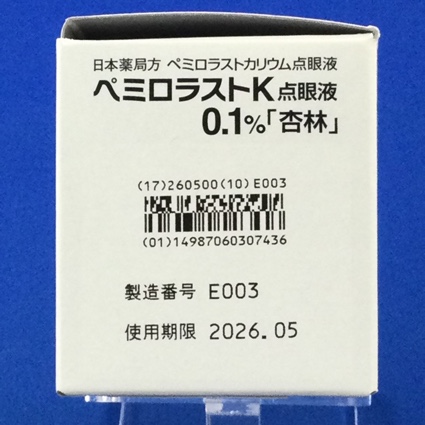 日本薬局方 ペミロラストカリウム点眼液
ペミロラストK点眼液
0.1%「杏林」
(17)260500(10)E003
(01)14987060307436
製造番号 E003
使用期限 2026.05